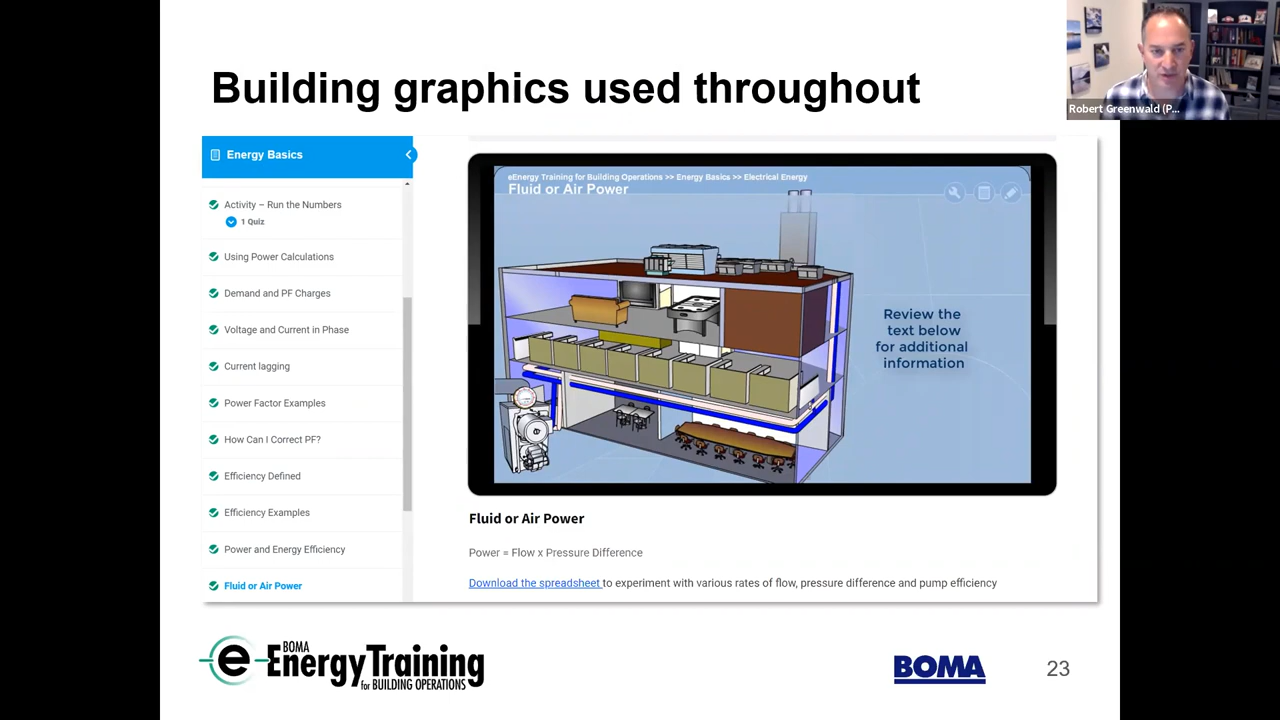 Building graphics used throughout
Robert Greenwald (P...
Energy Basics
Activity – Run the Numbers
1 Quiz
Using Power Calculations
Demand and PF Charges
Voltage and Current in Phase
Current lagging
Power Factor Examples
How Can I Correct PF?
Efficiency Defined
Efficiency Examples
Power and Energy Efficiency
Fluid or Air Power
eEnergy Training for Building Operations >> Energy Basics >> Electrical Energy
Fluid or Air Power
Review the
text below
for additional
information
Fluid or Air Power
Power = Flow x Pressure Difference
Download the spreadsheet to experiment with various rates of flow, pressure difference and pump efficiency
e
BOMA
EnergyTraining
for BUILDING OPERATIONS
BOMA
23